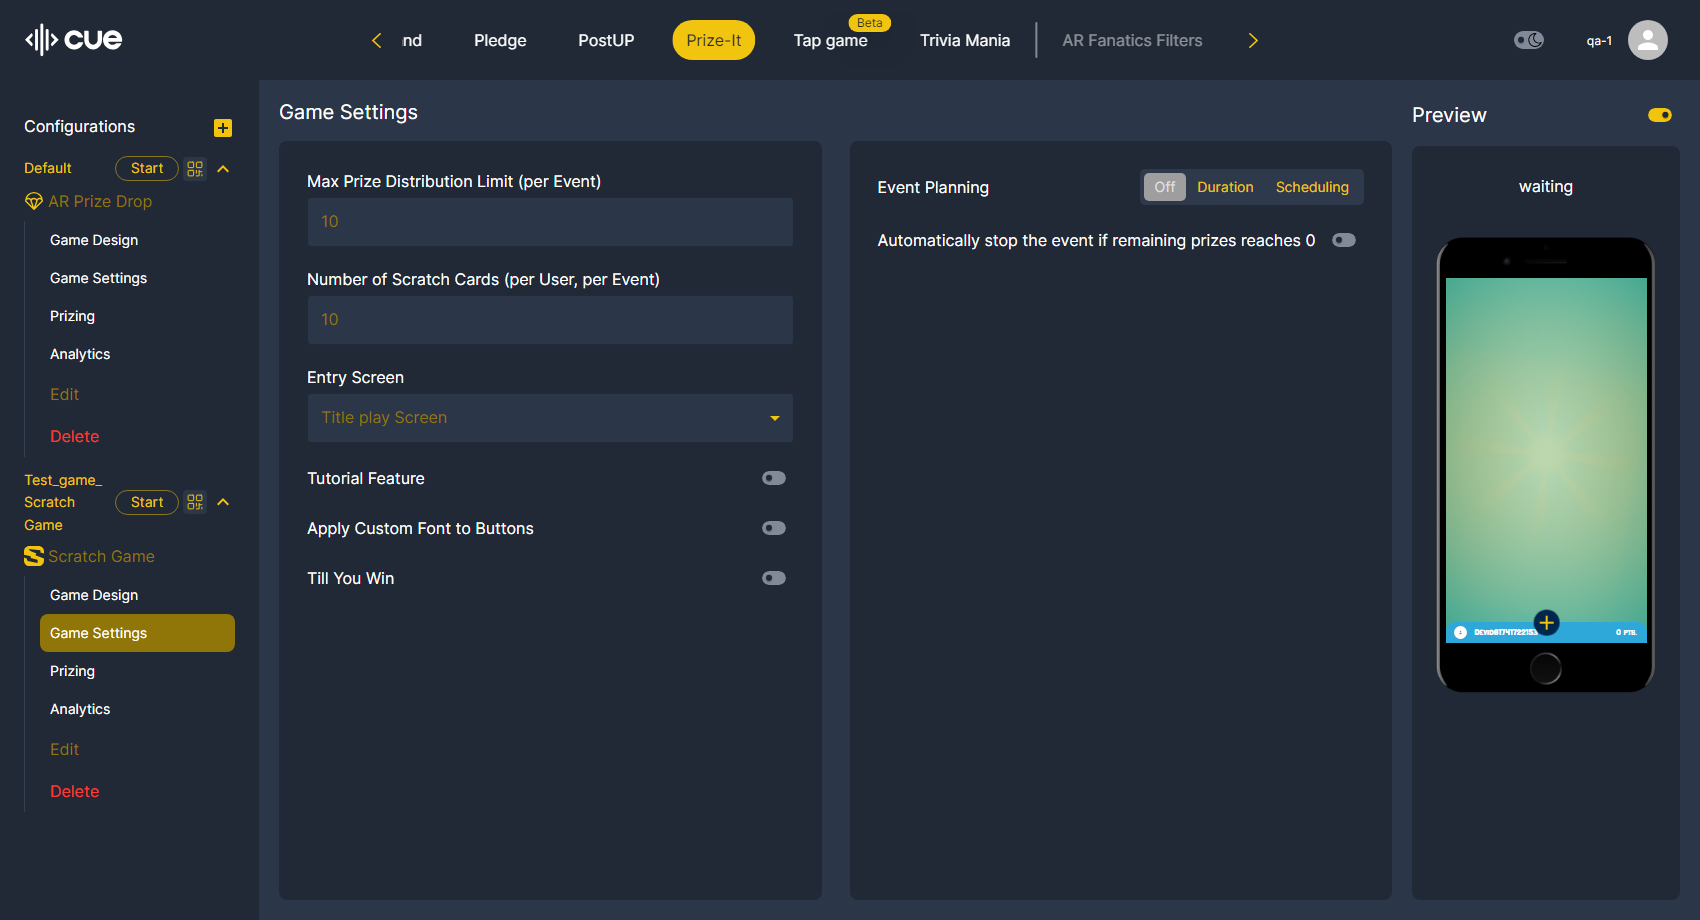 cue
nd
Pledge
PostUP
Prize-It
Beta
Tap game
Trivia Mania
AR Fanatics Filters
qa-1
Configurations
Default
Start
AR Prize Drop
Game Design
Game Settings
Prizing
Analytics
Edit
Delete
Test_game_
Scratch
Game
Start
Scratch Game
Game Design
Game Settings
Prizing
Analytics
Edit
Delete
Game Settings
Max Prize Distribution Limit (per Event)
10
Number of Scratch Cards (per User, per Event)
10
Entry Screen
Title play Screen
Tutorial Feature
Apply Custom Font to Buttons
Till You Win
Event Planning
Off
Duration
Scheduling
Automatically stop the event if remaining prizes reaches 0
Preview
waiting
0 PTS.